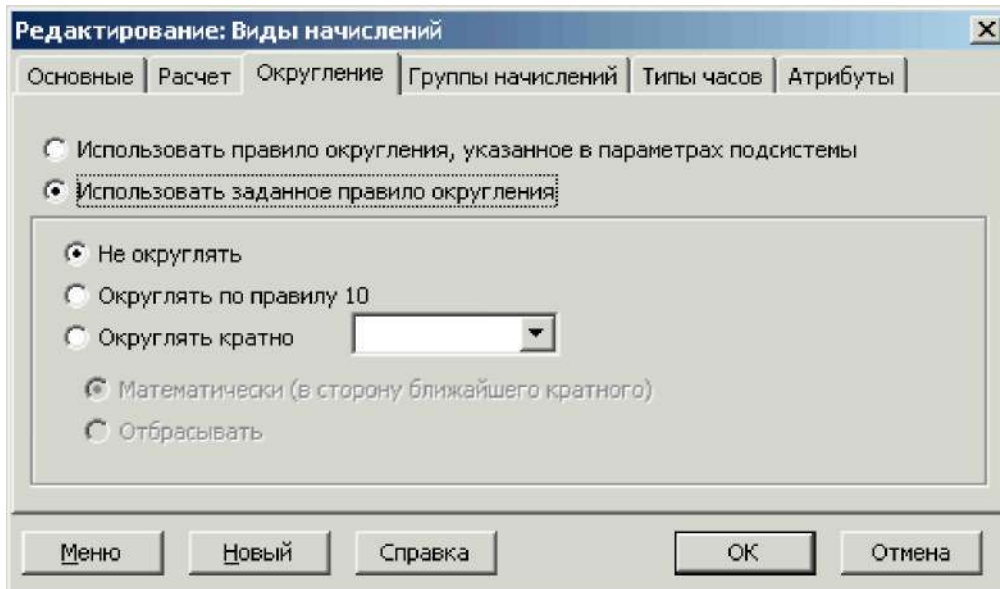 Редактирование: Виды начислений
Основные Расчет Округление Группы начислений Типы часов Атрибуты
Использовать правило округления, указанное в параметрах подсистемы
Использовать заданное правило округления
Не округлять
Округлять по правилу 10
Округлять кратно
Математически (в сторону ближайшего кратного)
Отбрасывать
Меню Новый Справка ОК Отмена